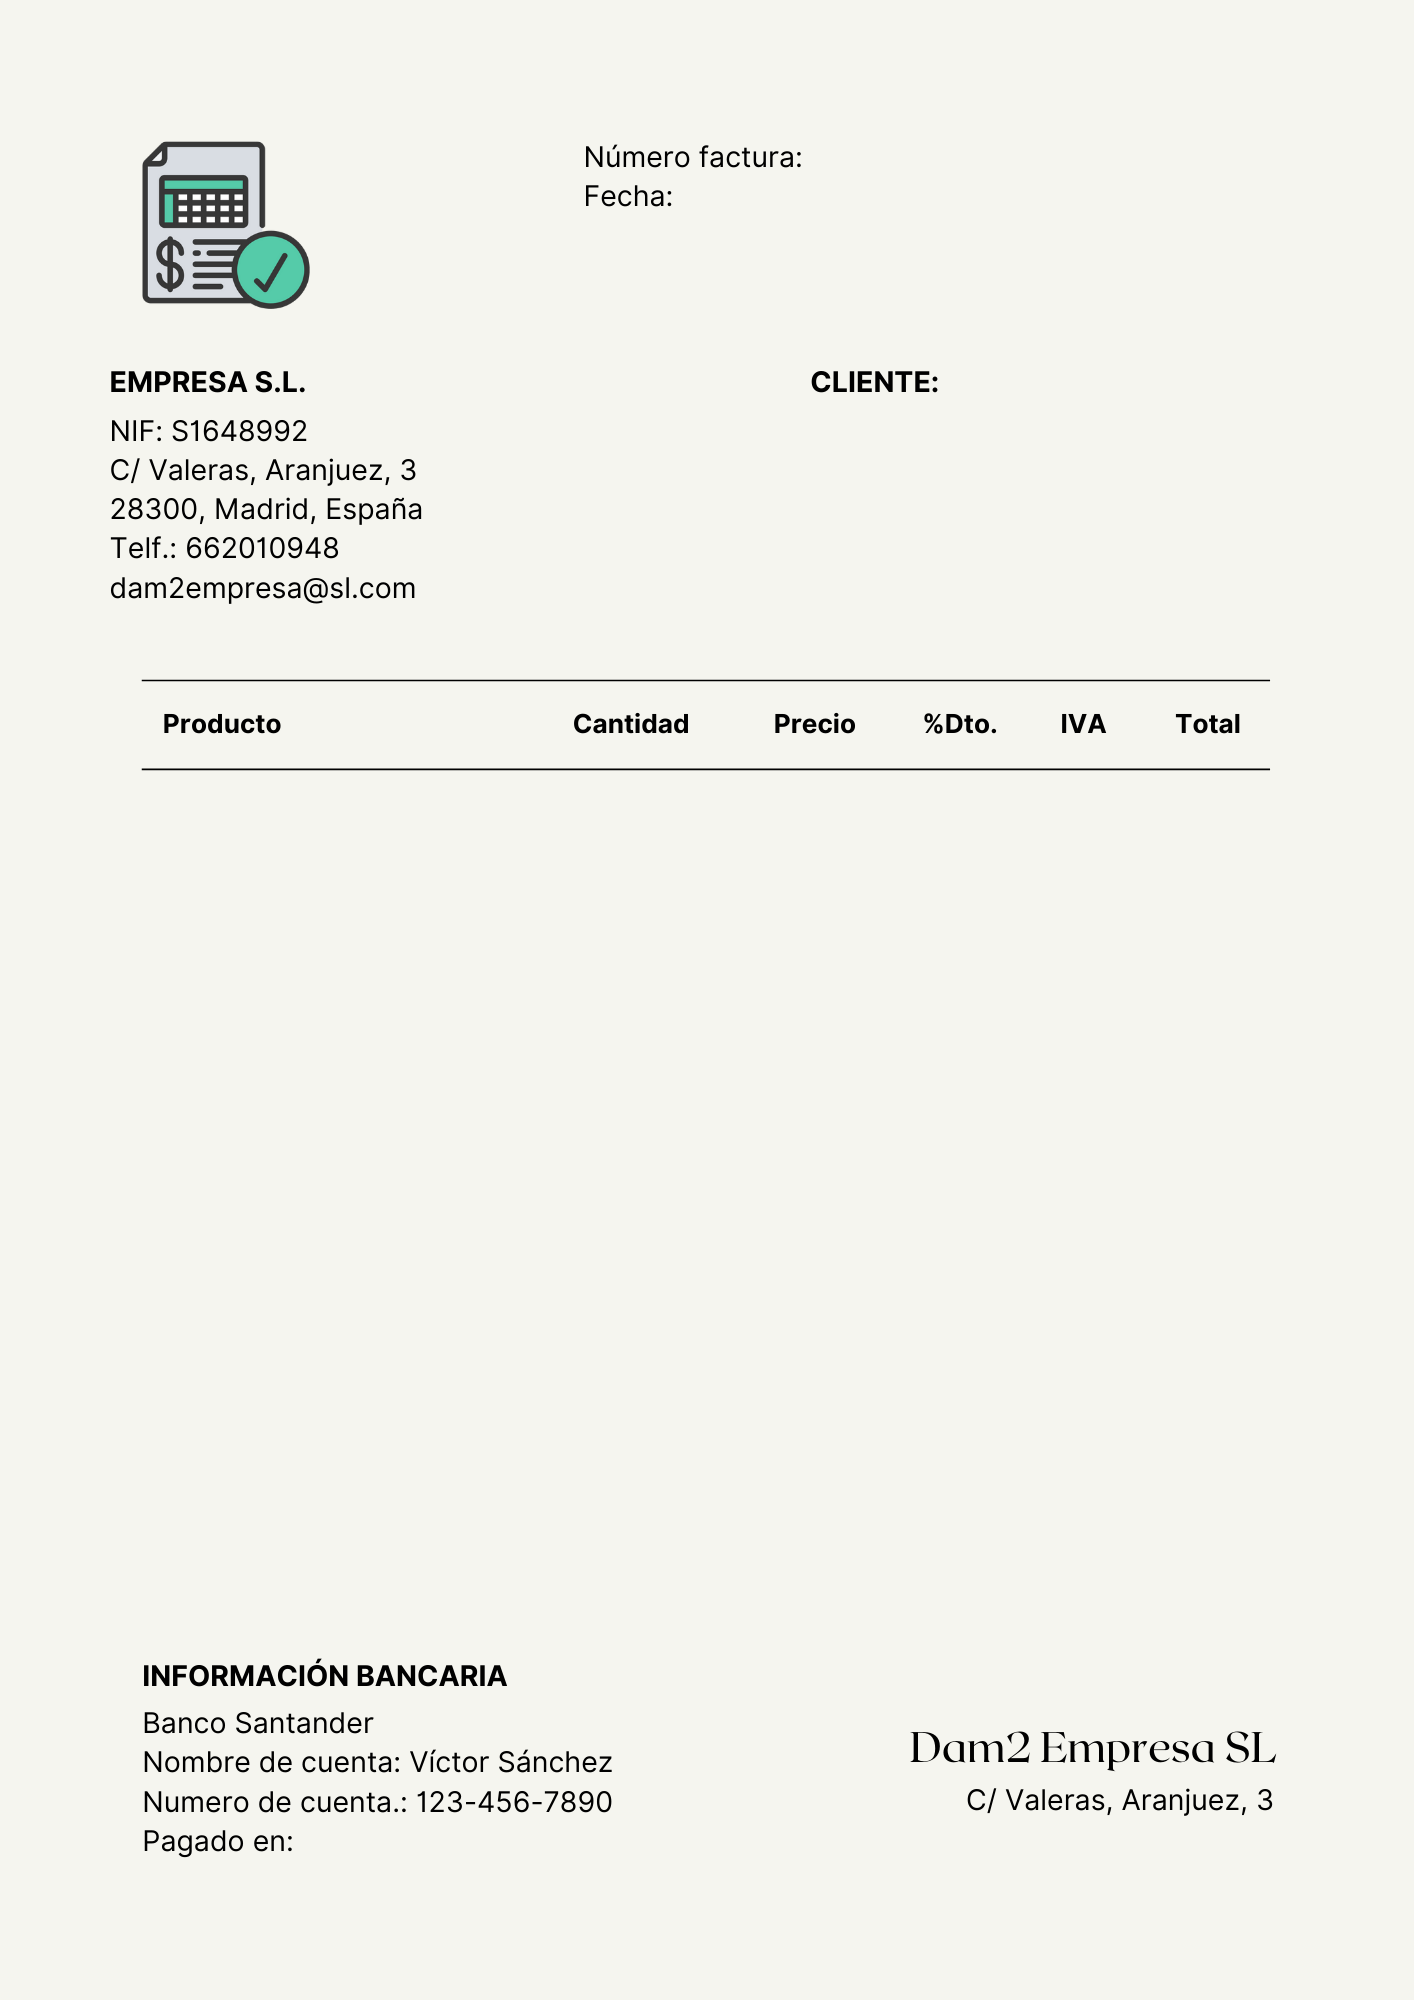 Número factura:
Fecha:
EMPRESA S.L.
NIF: S1648992
C/ Valeras, Aranjuez, 3
28300, Madrid, España
Telf.: 662010948
dam2empresa@sl.com
CLIENTE:
Producto Cantidad Precio %Dto. IVA Total
INFORMACIÓN BANCARIA
Banco Santander
Nombre de cuenta: Víctor Sánchez
Numero de cuenta.: 123-456-7890
Pagado en:
Dam2 Empresa SL
C/ Valeras, Aranjuez, 3